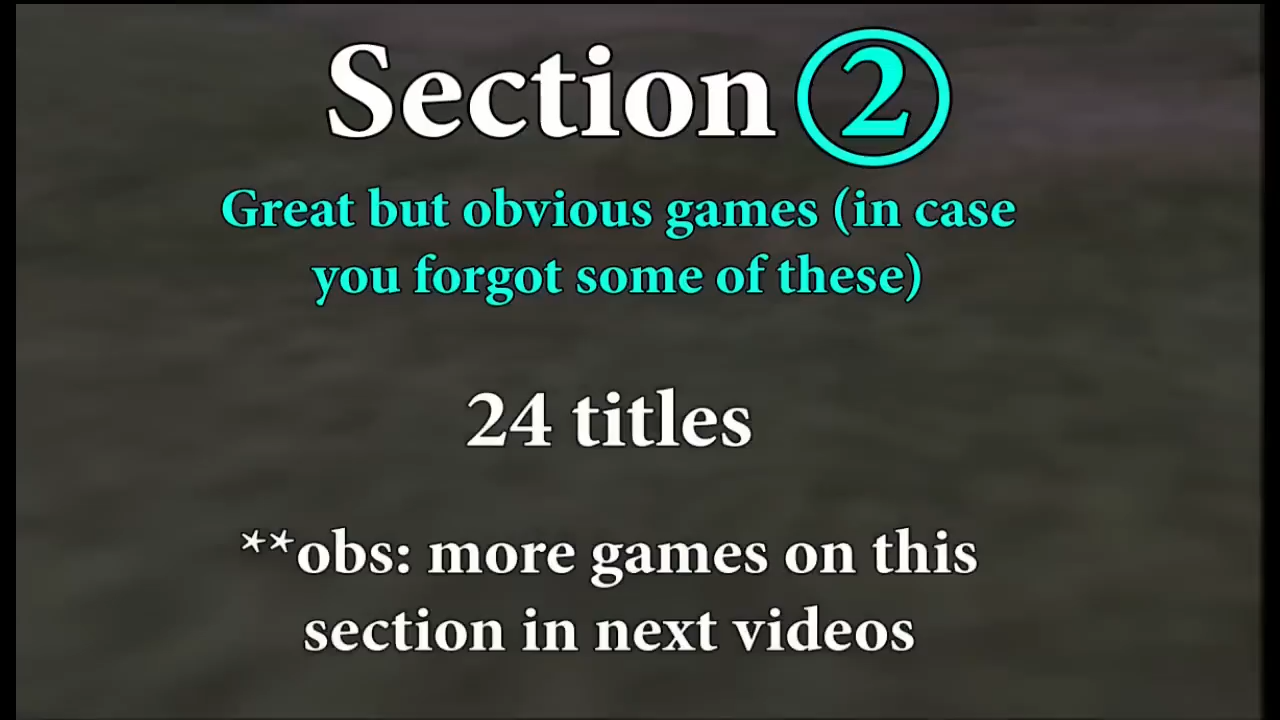 Section 2
Great but obvious games (in case
you forgot some of these)
24 titles
**obs: more games on this
section in next videos